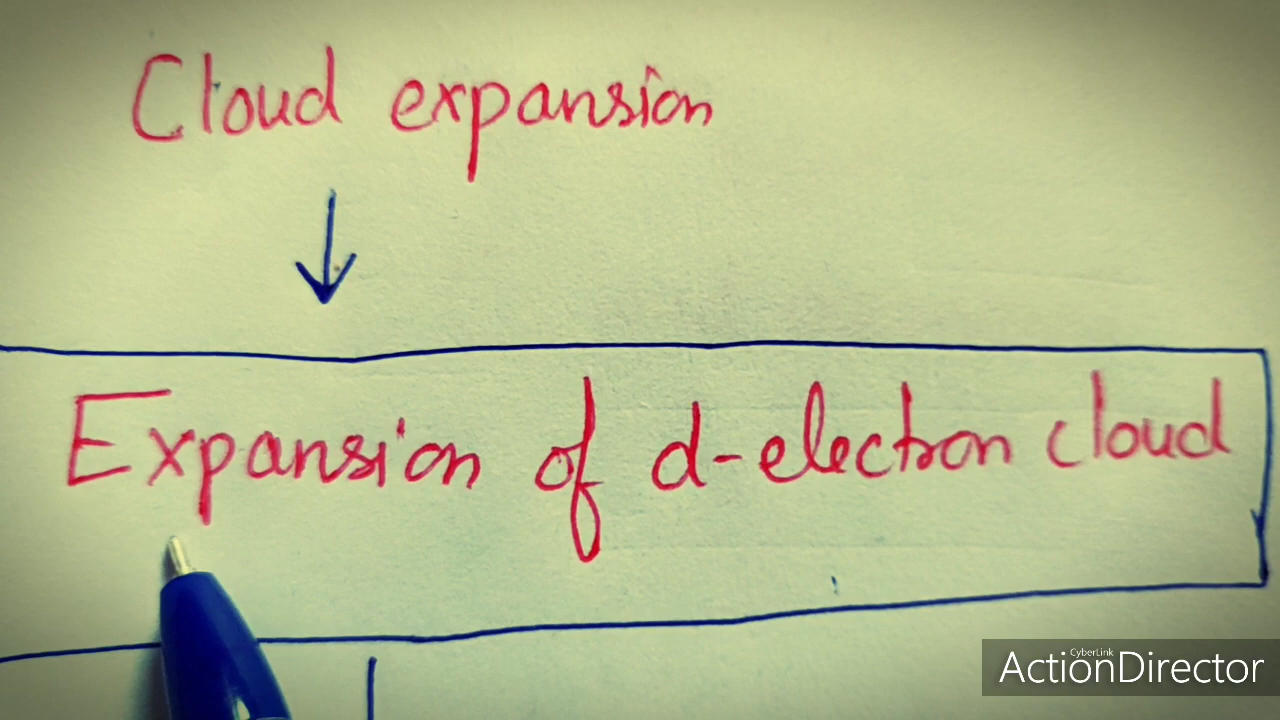 Cloud expansion
Expansion of d-electron cloud
CyberLink
ActionDirector